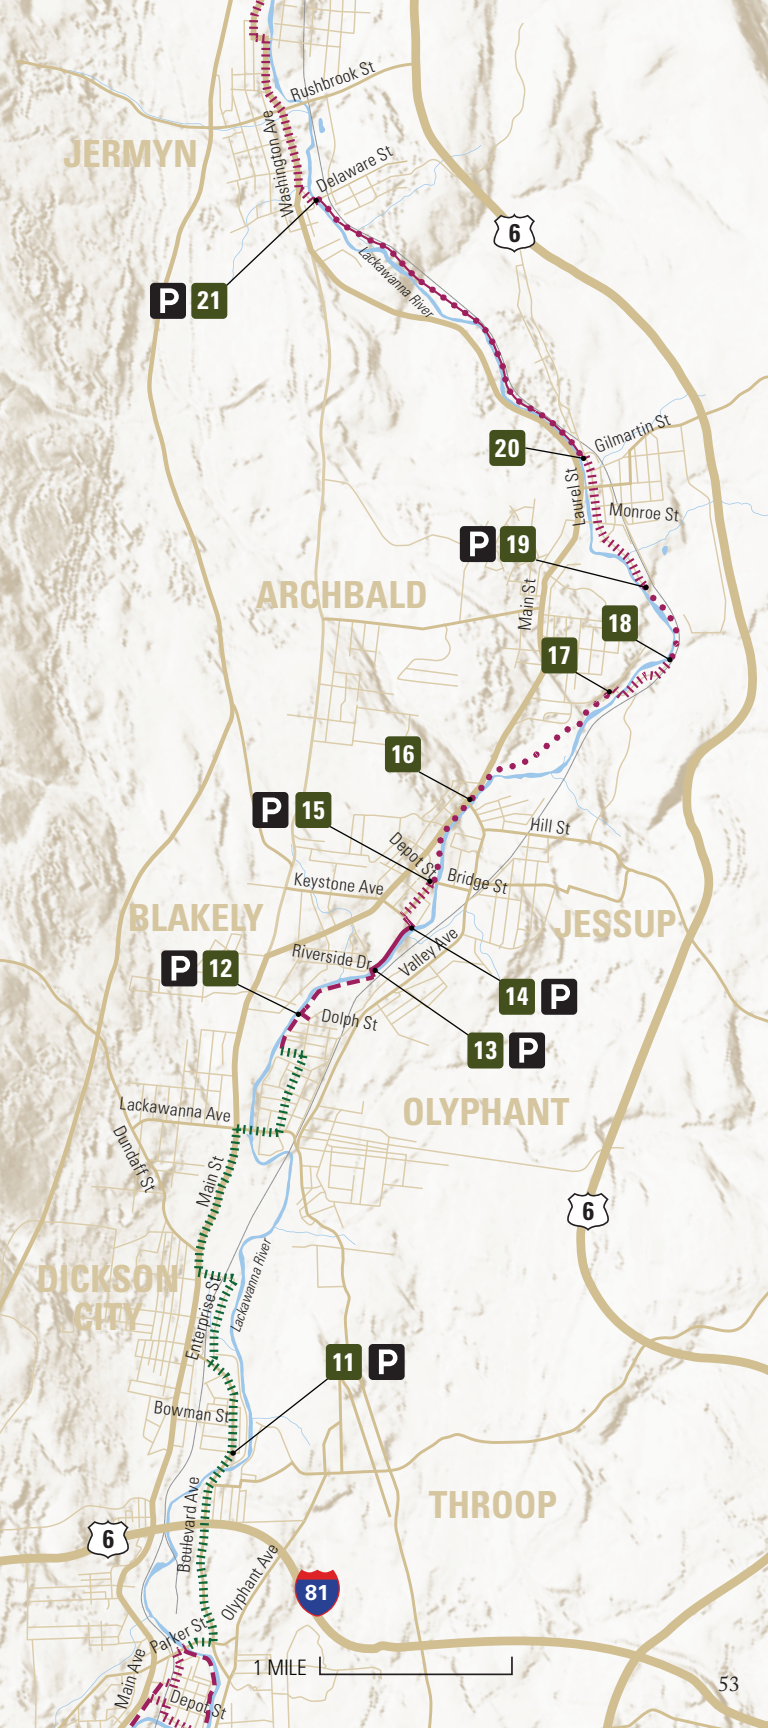 Rushbrook St
JERMYN
Washington Ave
Delaware St
6
Lackawanna River
P 21
20
Gilmartin St
Laurel St
Monroe St
P 19
ARCHBALD
Main St
18
17
16
P 15
Hill St
Depot St
Keystone Ave
Bridge St
BLAKELY
JESSUP
Riverside Dr
Valley Ave
P 12
14 P
Dolph St
13 P
Lackawanna Ave
OLYPHANT
Dundaff St
Main St
6
DICKSON
CITY
Enterprise St
Lackawanna River
11 P
Bowman St
Boulevard Ave
THROOP
6
Olyphant Ave
81
Parker St
Main Ave
1 MILE
53
Depot St